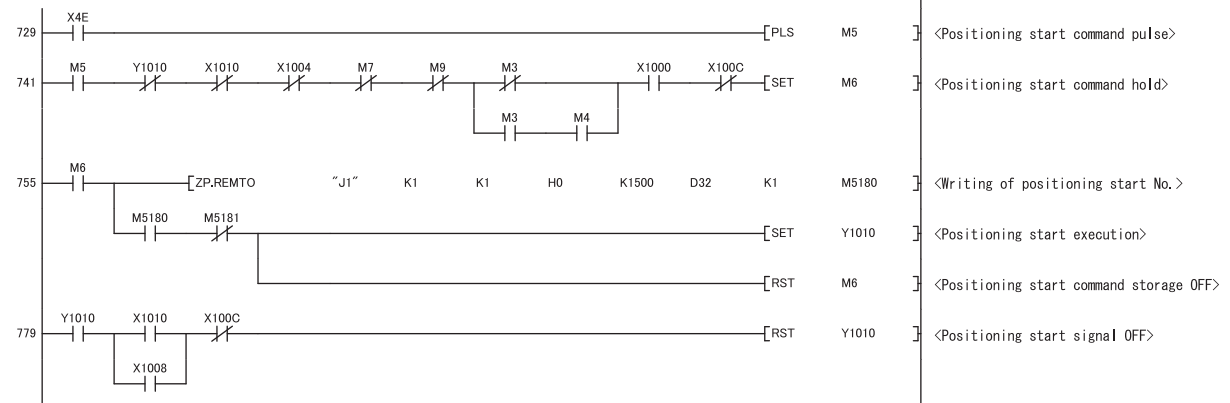 X4E
729 [PLS M5 ] <Positioning start command pulse>
M5 Y1010 X1010 X1004 M7 M9 M3 X1000 X100C
741 [SET M6 ] <Positioning start command hold>
M3 M4
M6
755 [ZP.REMTO "J1" K1 K1 H0 K1500 D32 K1 M5180 ] <Writing of positioning start No.>
M5180 M5181
[SET Y1010 ] <Positioning start execution>
[RST M6 ] <Positioning start command storage OFF>
Y1010 X1010 X100C
779 [RST Y1010 ] <Positioning start signal OFF>
X1008